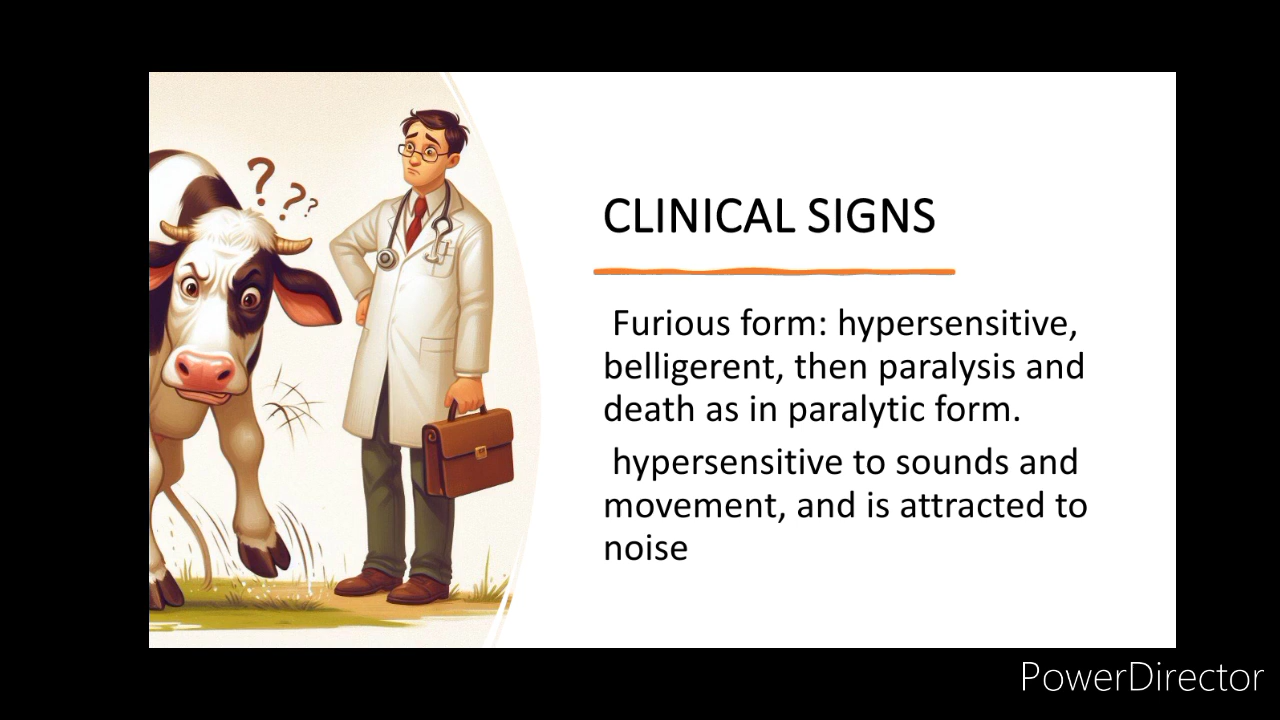 ? ? ?
CLINICAL SIGNS
Furious form: hypersensitive,
belligerent, then paralysis and
death as in paralytic form.
hypersensitive to sounds and
movement, and is attracted to
noise
PowerDirector